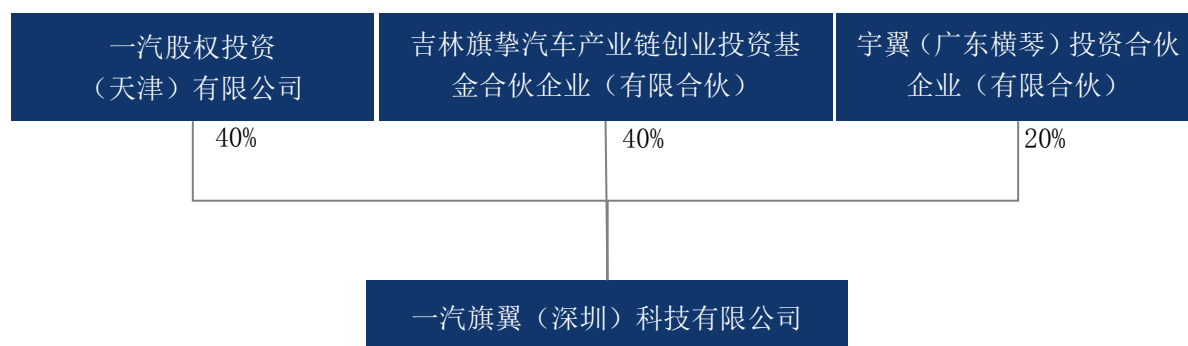 一汽股权投资
（天津）有限公司
吉林旗挚汽车产业链创业投资基
金合伙企业（有限合伙）
宇翼（广东横琴）投资合伙
企业（有限合伙）
40%
40%
20%
一汽旗翼（深圳）科技有限公司